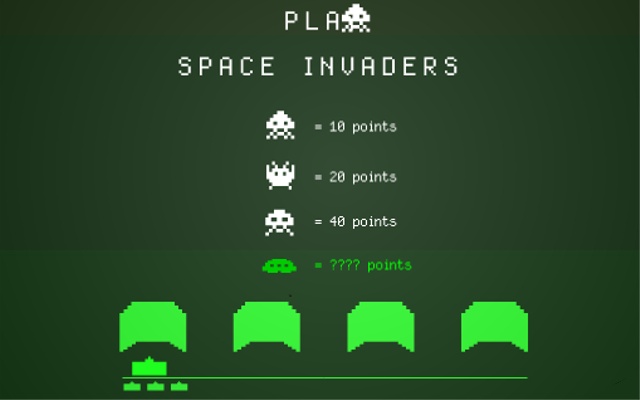 PLA
SPACE INVADERS
= 10 points
= 20 points
= 40 points
= ???? points